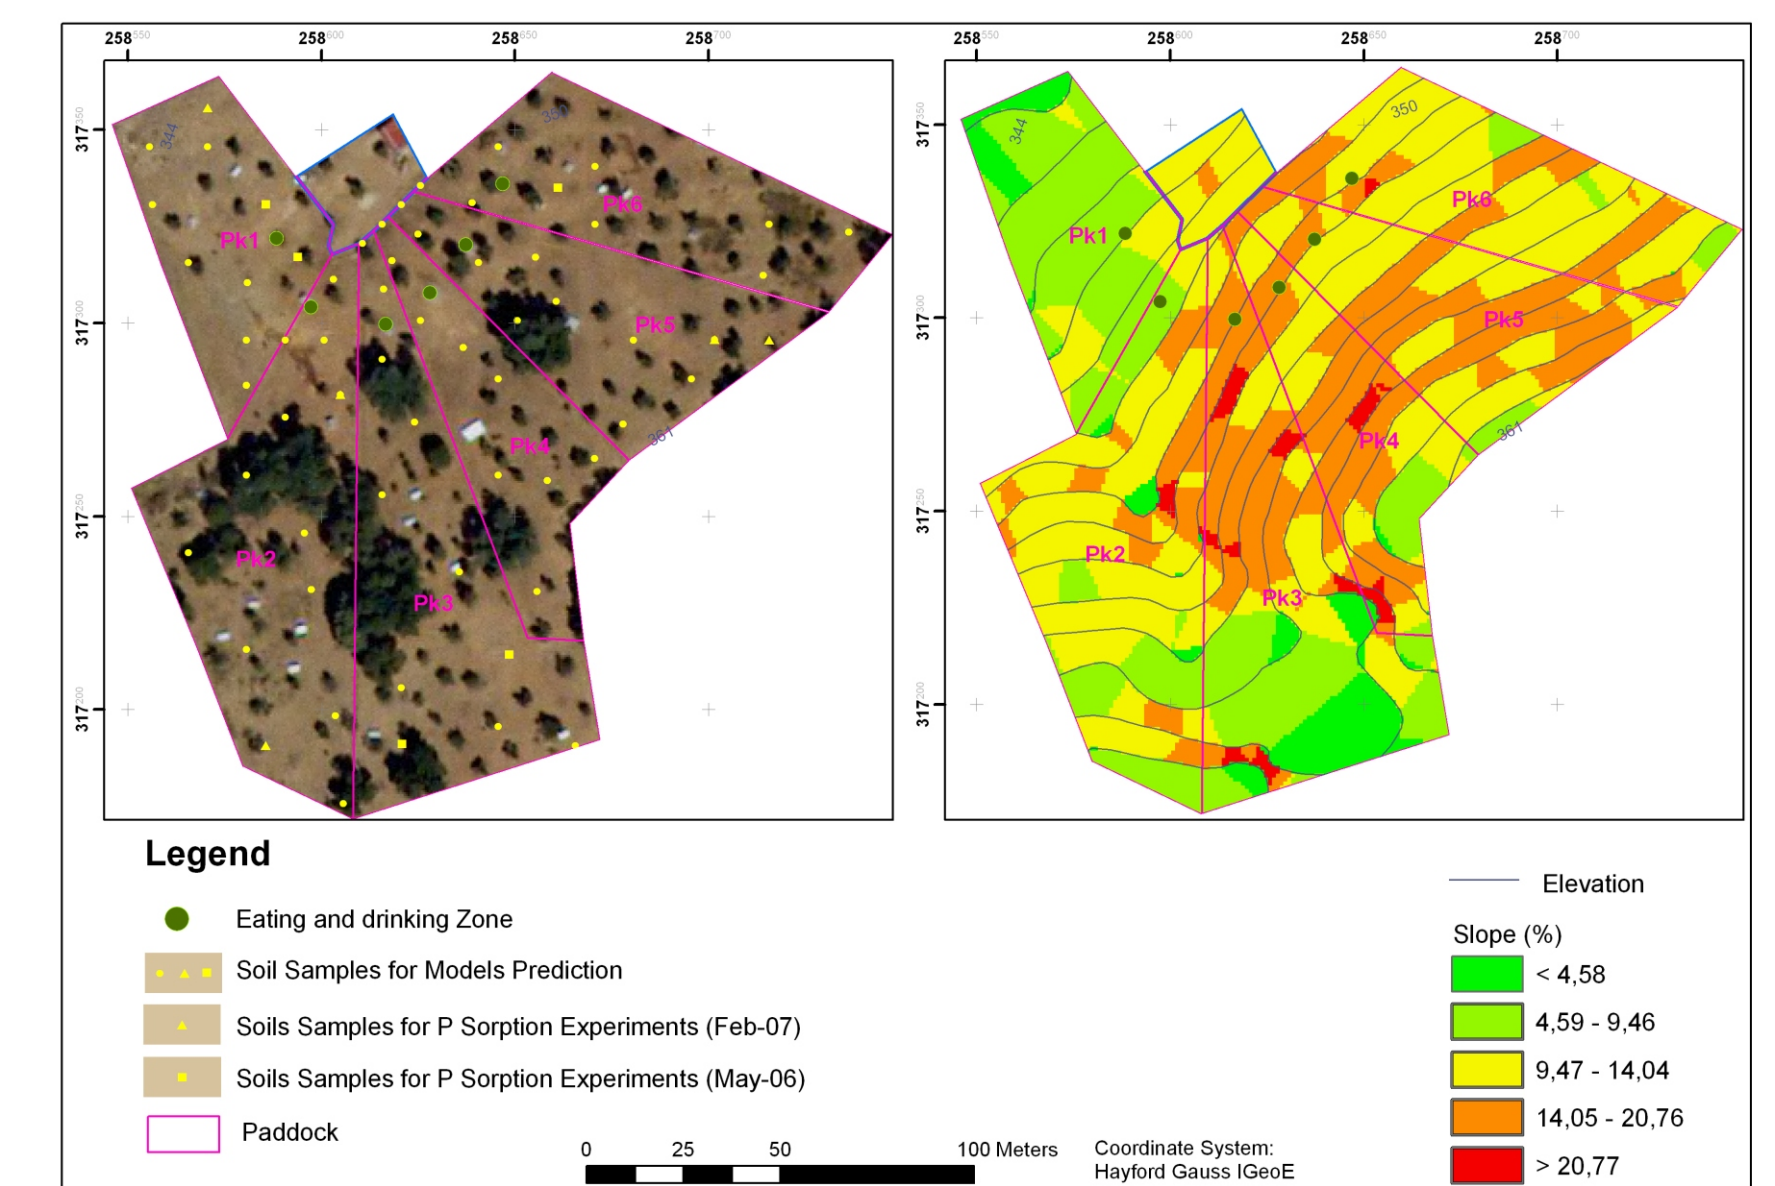 258550 258600 258650 258700
258550 258600 258650 258700
317350
317300
317250
317200
344
350
Pk1
Pk6
Pk5
Pk4
361
Pk2
Pk3
317350
317300
317250
317200
344
350
Pk1
Pk6
Pk5
Pk4
361
Pk2
Pk3
Legend
Eating and drinking Zone
Soil Samples for Models Prediction
Soils Samples for P Sorption Experiments (Feb-07)
Soils Samples for P Sorption Experiments (May-06)
Paddock
0 25 50 100 Meters
Coordinate System:
Hayford Gauss IGeoE
Elevation
Slope (%)
< 4,58
4,59 - 9,46
9,47 - 14,04
14,05 - 20,76
> 20,77